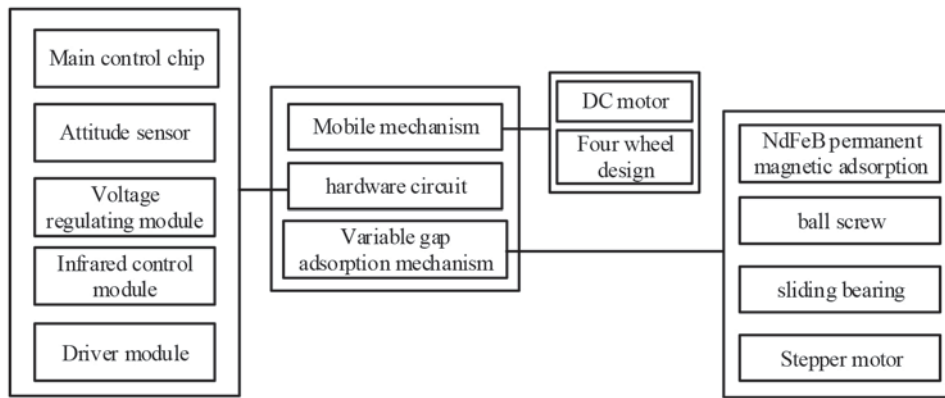 Main control chip
Attitude sensor
Voltage
regulating module
Infrared control
module
Driver module
Mobile mechanism
hardware circuit
Variable gap
adsorption mechanism
DC motor
Four wheel
design
NdFeB permanent
magnetic adsorption
ball screw
sliding bearing
Stepper motor